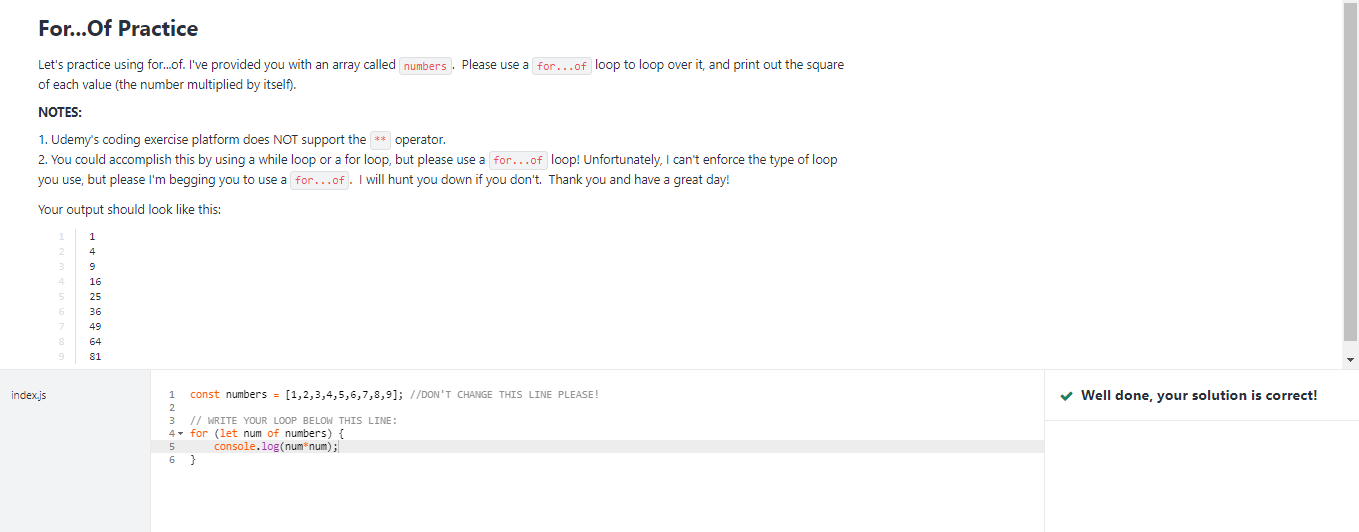 For...Of Practice
Let's practice using for...of. I've provided you with an array called numbers. Please use a for...of loop to loop over it, and print out the square
of each value (the number multiplied by itself).
NOTES:
1. Udemy's coding exercise platform does NOT support the ** operator.
2. You could accomplish this by using a while loop or a for loop, but please use a for...of loop! Unfortunately, I can't enforce the type of loop
you use, but please I'm begging you to use a for...of. I will hunt you down if you don't. Thank you and have a great day!
Your output should look like this:
1 1
2 4
3 9
4 16
5 25
6 36
7 49
8 64
9 81
index.js
1 const numbers = [1,2,3,4,5,6,7,8,9]; //DON'T CHANGE THIS LINE PLEASE!
2
3 // WRITE YOUR LOOP BELOW THIS LINE:
4 for (let num of numbers) {
5 console.log(num*num);
6 }
Well done, your solution is correct!